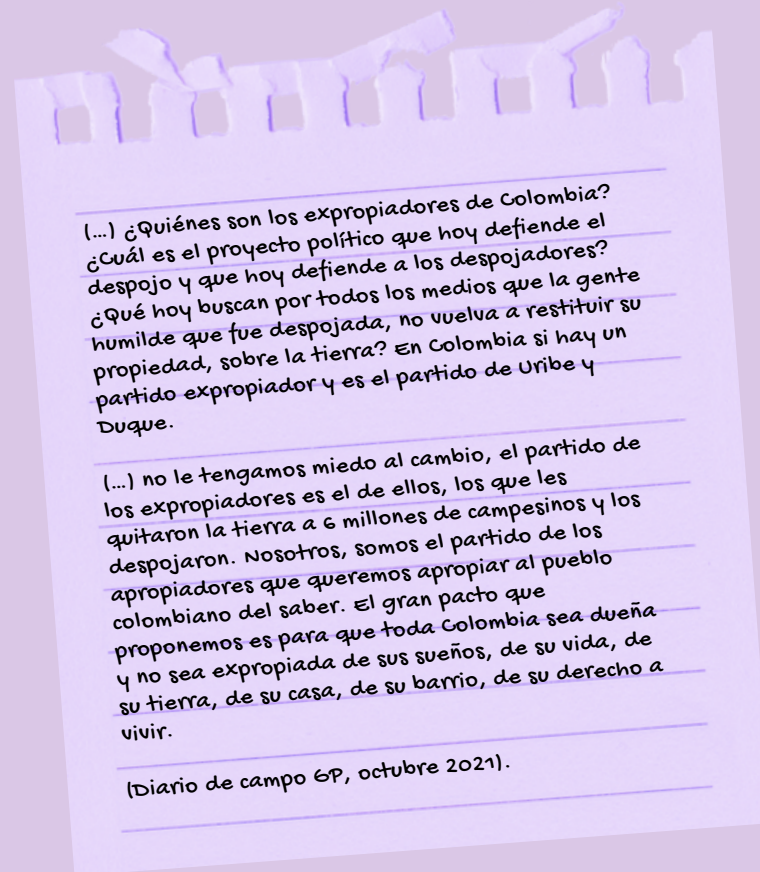 (...) ¿Quiénes son los expropiadores de Colombia?
¿Cuál es el proyecto político que hoy defiende el
despojo y que hoy defiende a los despojadores?
¿Qué hoy buscan por todos los medios que la gente
humilde que fue despojada, no vuelva a restituir su
propiedad, sobre la tierra? En Colombia si hay un
partido expropiador y es el partido de Uribe y
Duque.
(...) no le tengamos miedo al cambio, el partido de
los expropiadores es el de ellos, los que les
quitaron la tierra a 6 millones de campesinos y los
despojaron. Nosotros, somos el partido de los
apropiadores que queremos apropiar al pueblo
colombiano del saber. El gran pacto que
proponemos es para que toda Colombia sea dueña
y no sea expropiada de sus sueños, de su vida, de
su tierra, de su casa, de su barrio, de su derecho a
vivir.
(Diario de campo GP, octubre 2021).